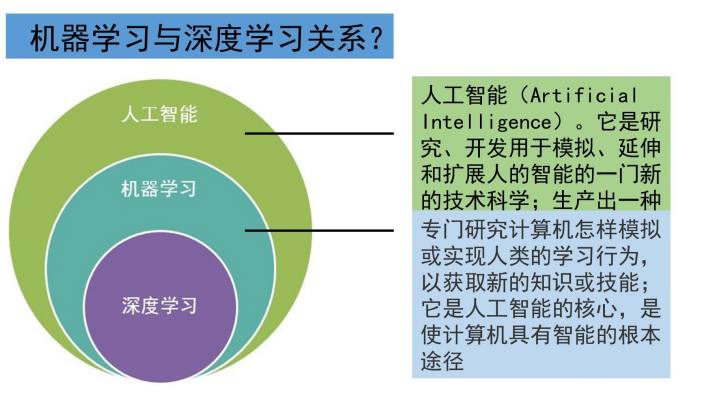 机器学习与深度学习关系？
人工智能
机器学习
深度学习
人工智能（Artificial
Intelligence）。它是研
究、开发用于模拟、延伸
和扩展人的智能的一门新
的技术科学；生产出一种
专门研究计算机怎样模拟
或实现人类的学习行为，
以获取新的知识或技能；
它是人工智能的核心，是
使计算机具有智能的根本
途径